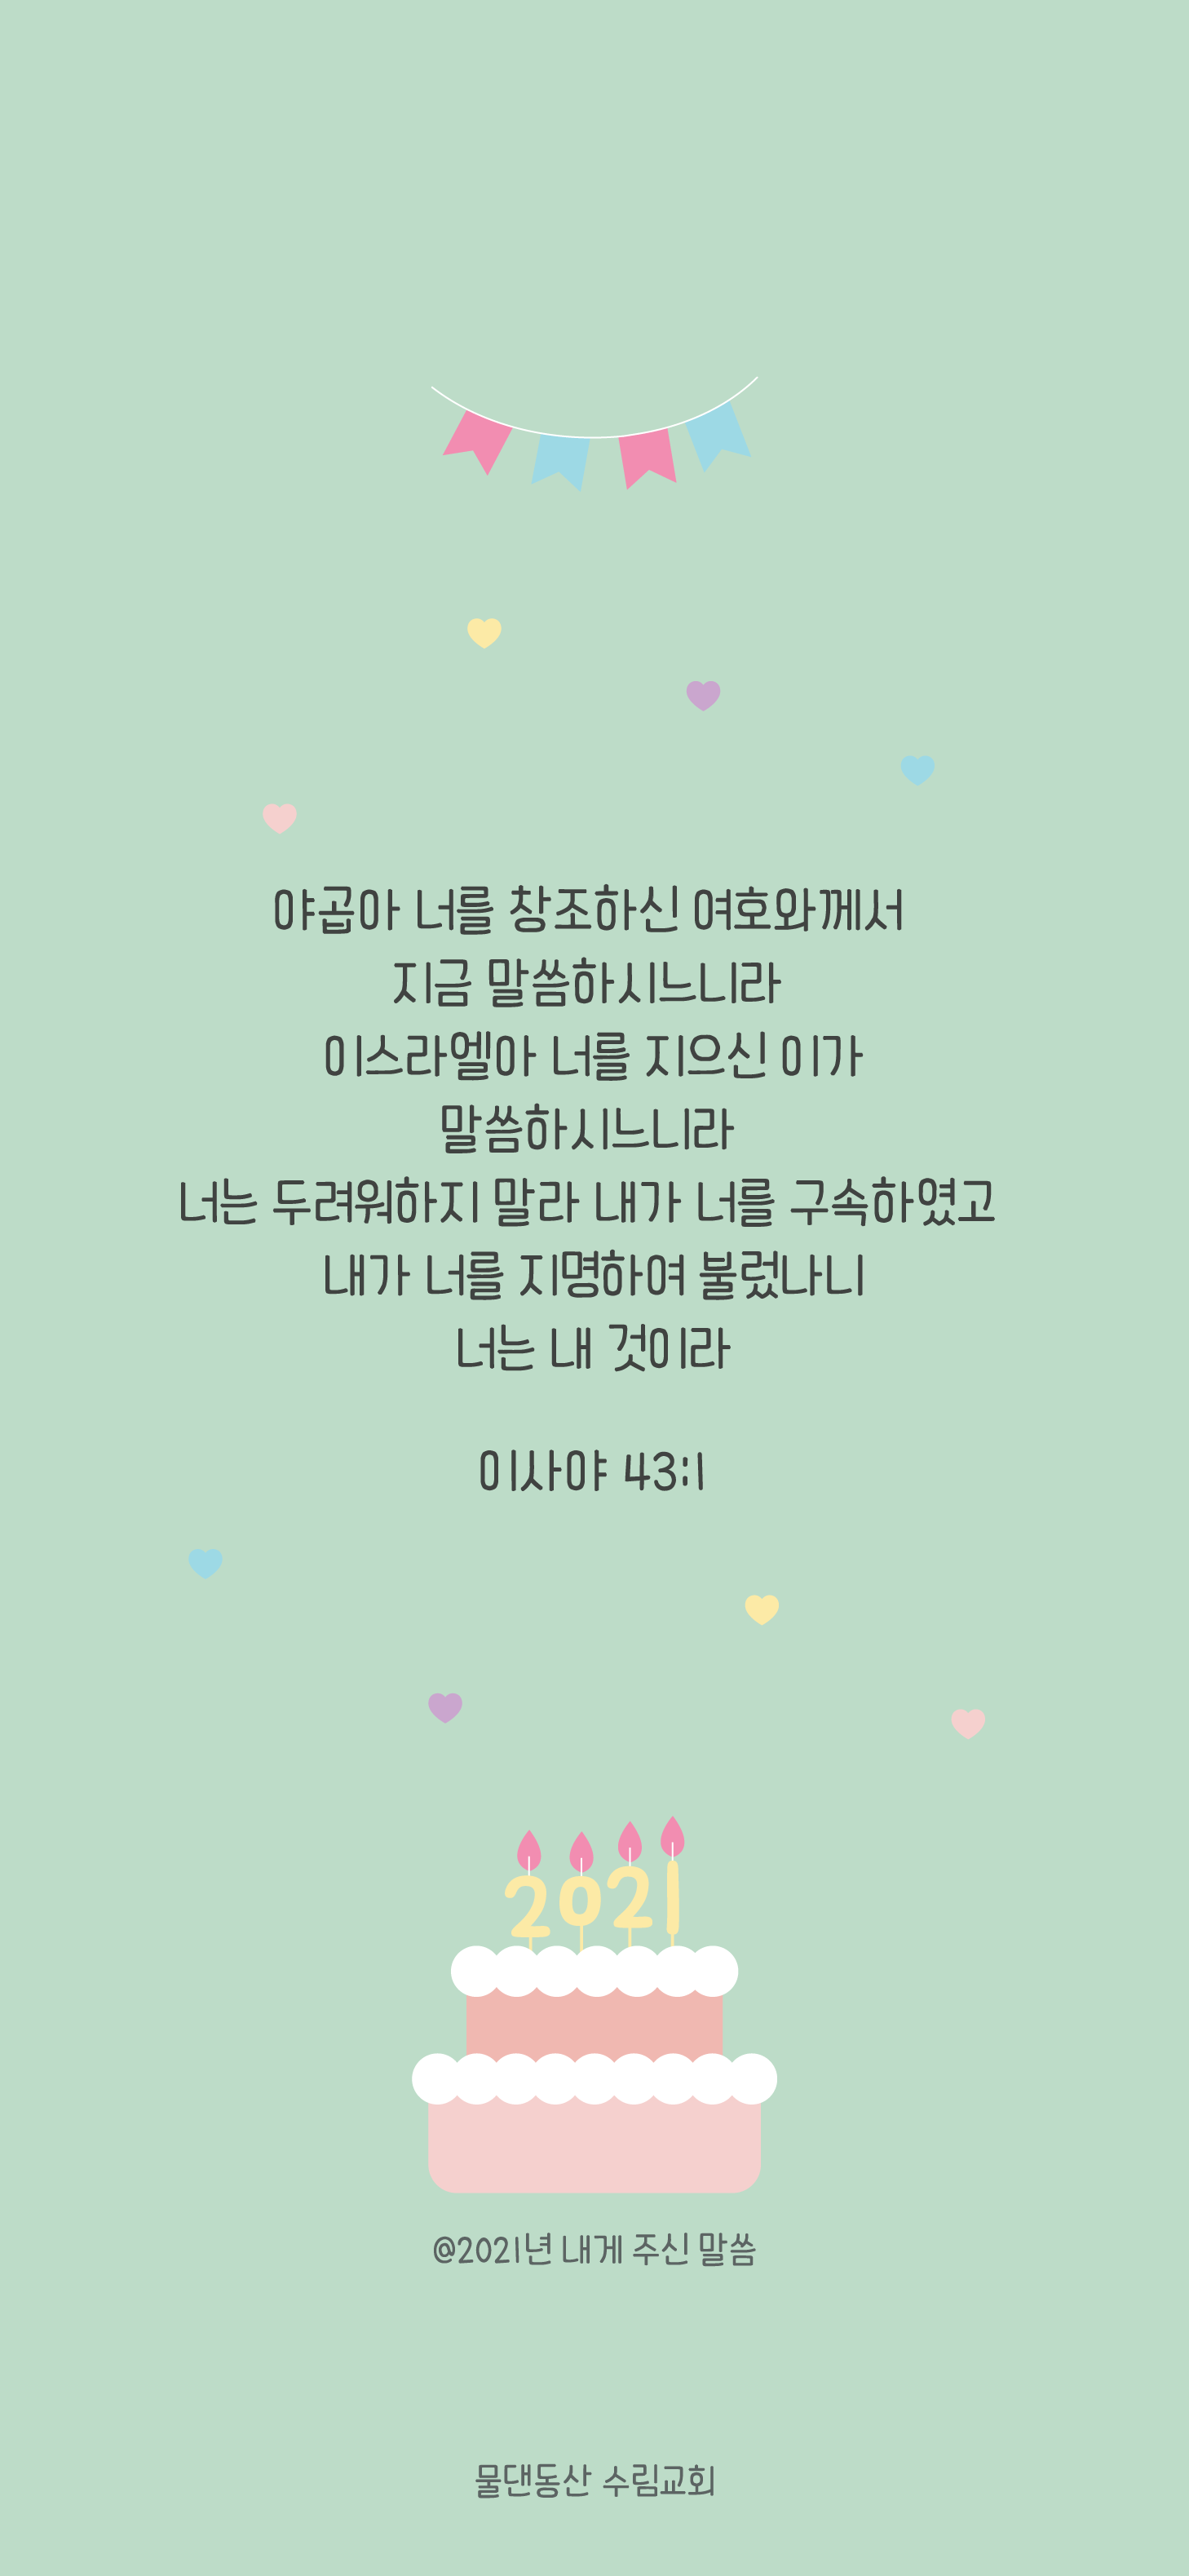 야곱아 너를 창조하신 여호와께서
지금 말씀하시느니라
이스라엘아 너를 지으신 이가
말씀하시느니라
너는 두려워하지 말라 내가 너를 구속하였고
내가 너를 지명하여 불렀나니
너는 내 것이라
이사야 43:1
2021
@2021년 내게 주신 말씀
물댄동산 수림교회